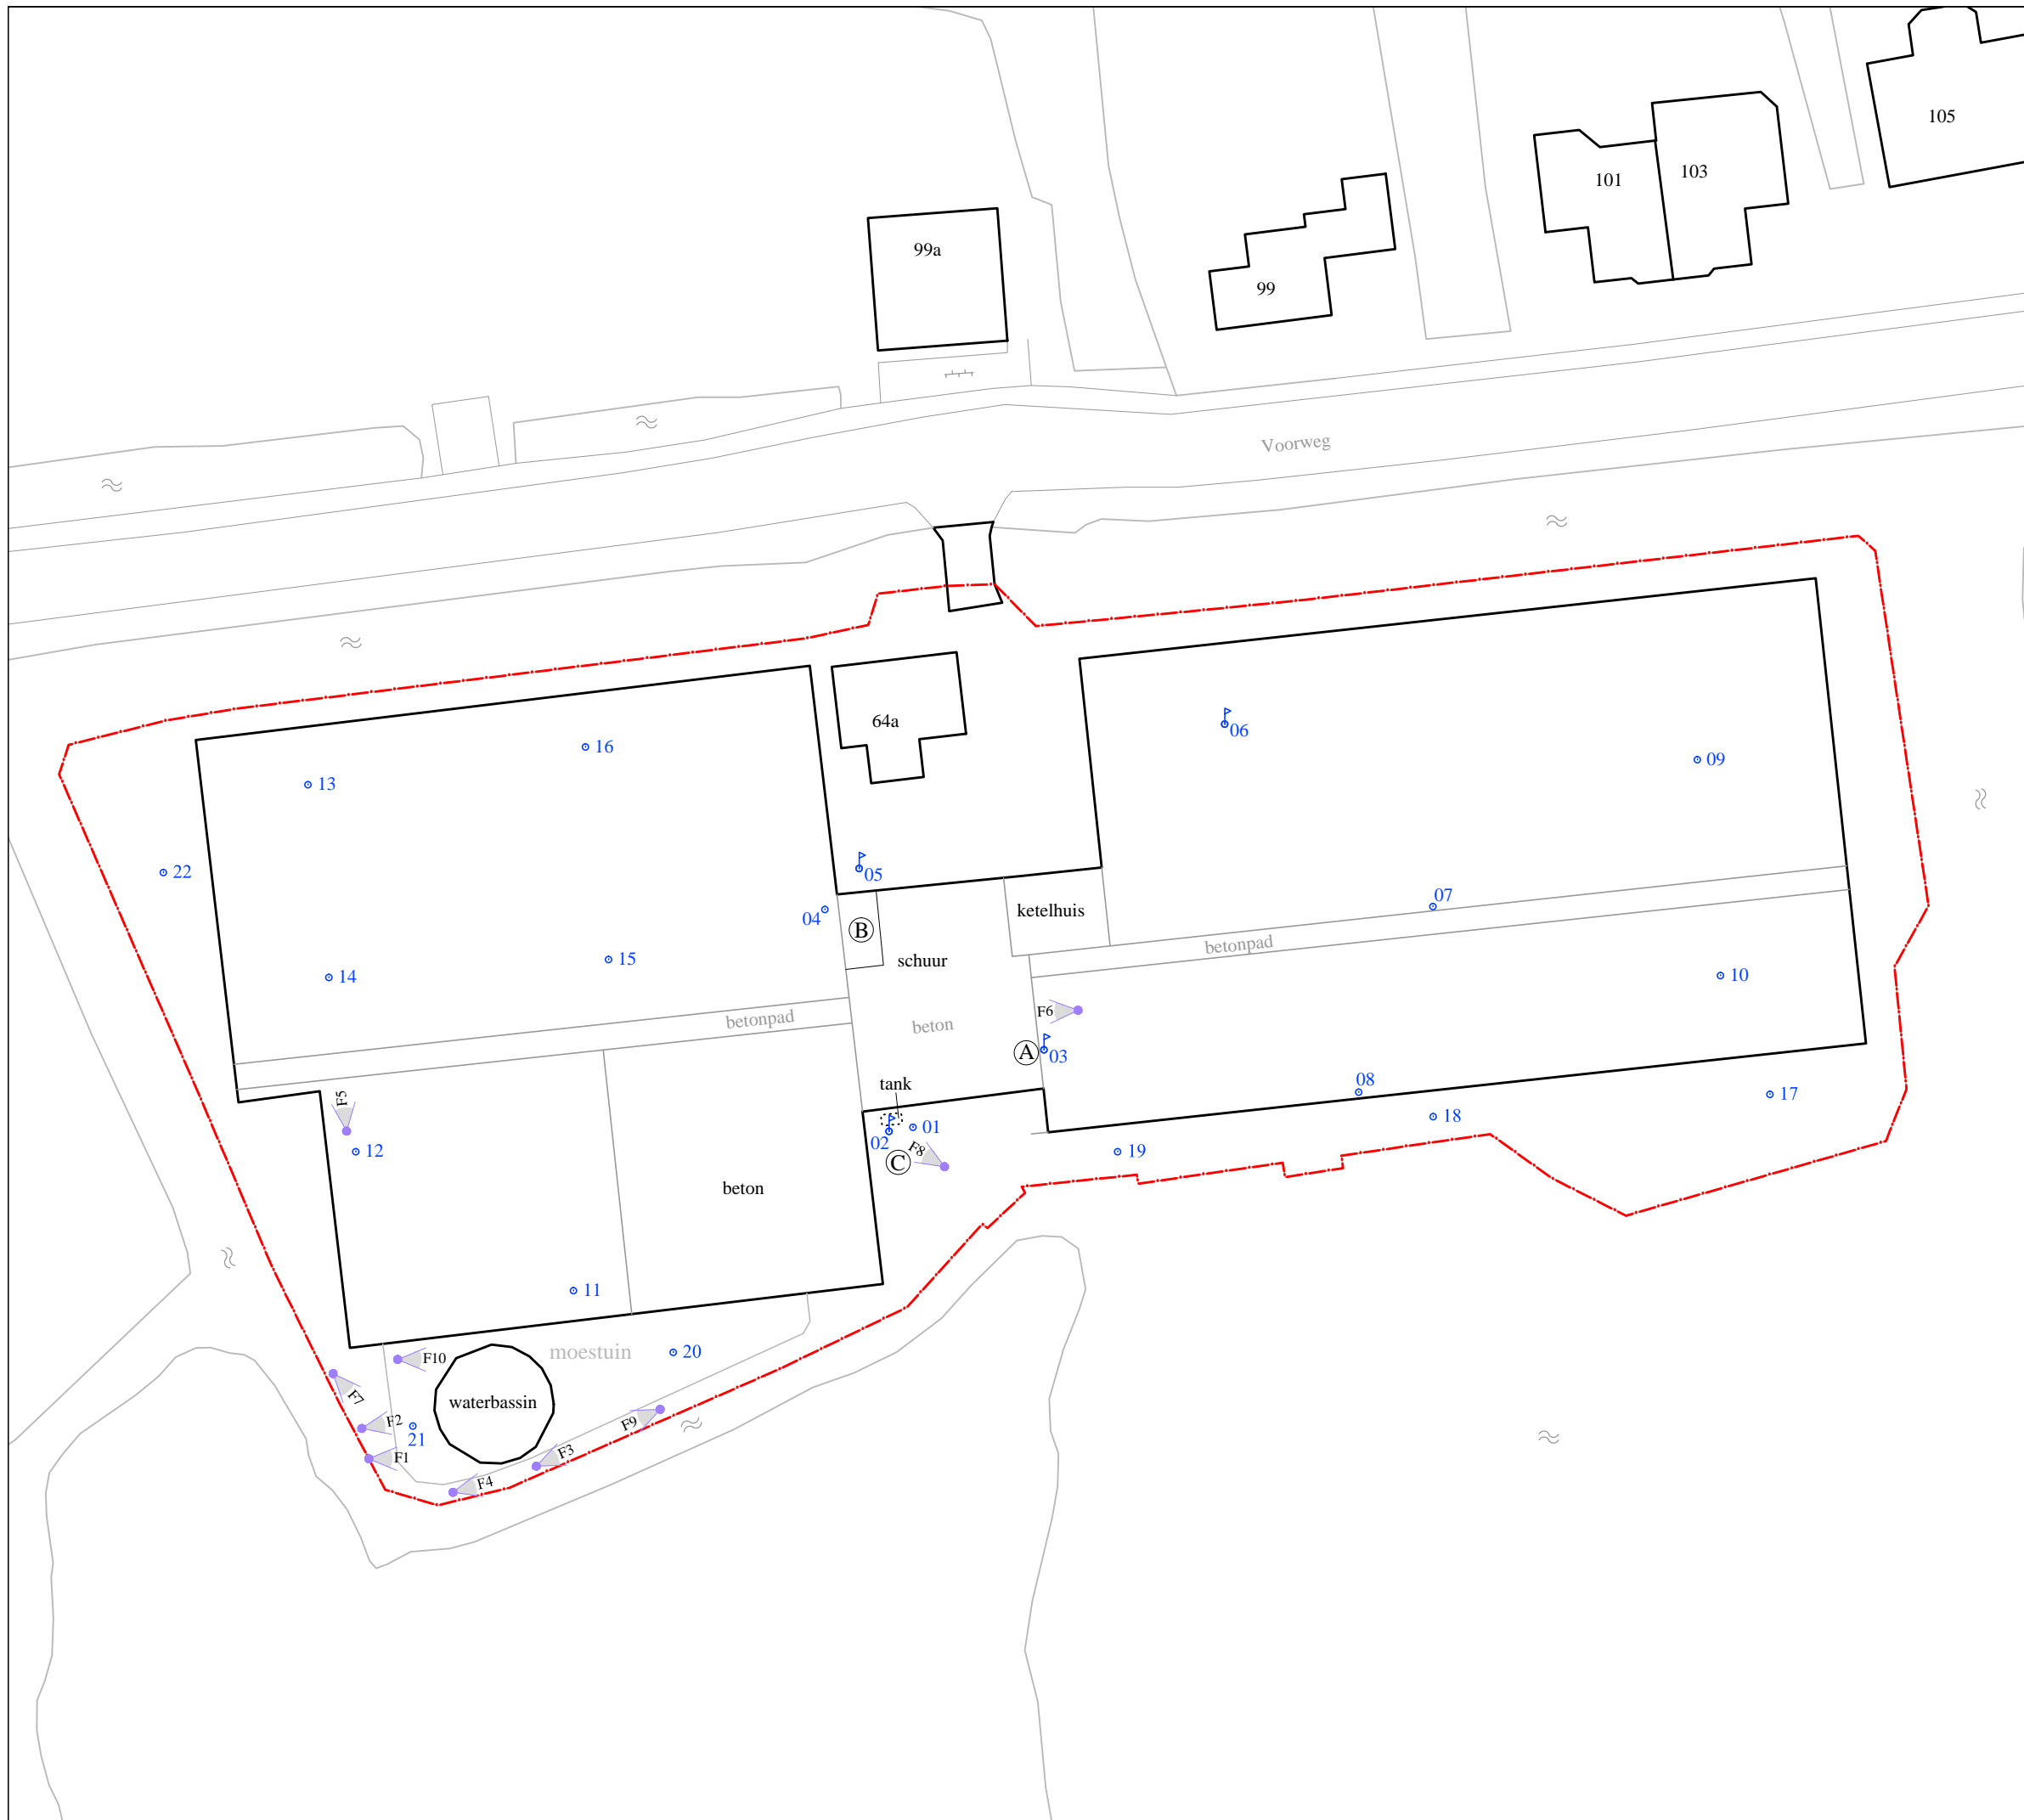 105
103
101
99a
99
Voorweg
64a
16
06
09
13
22
05
07
04
B
ketelhuis
betonpad
15
schuur
14
10
F6
betonpad
beton
A
03
tank
08
17
F5
01
02
18
12
F8
C
19
beton
11
moestuin
20
F10
F7
waterbassin
F2
21
F9
F1
F3
F4